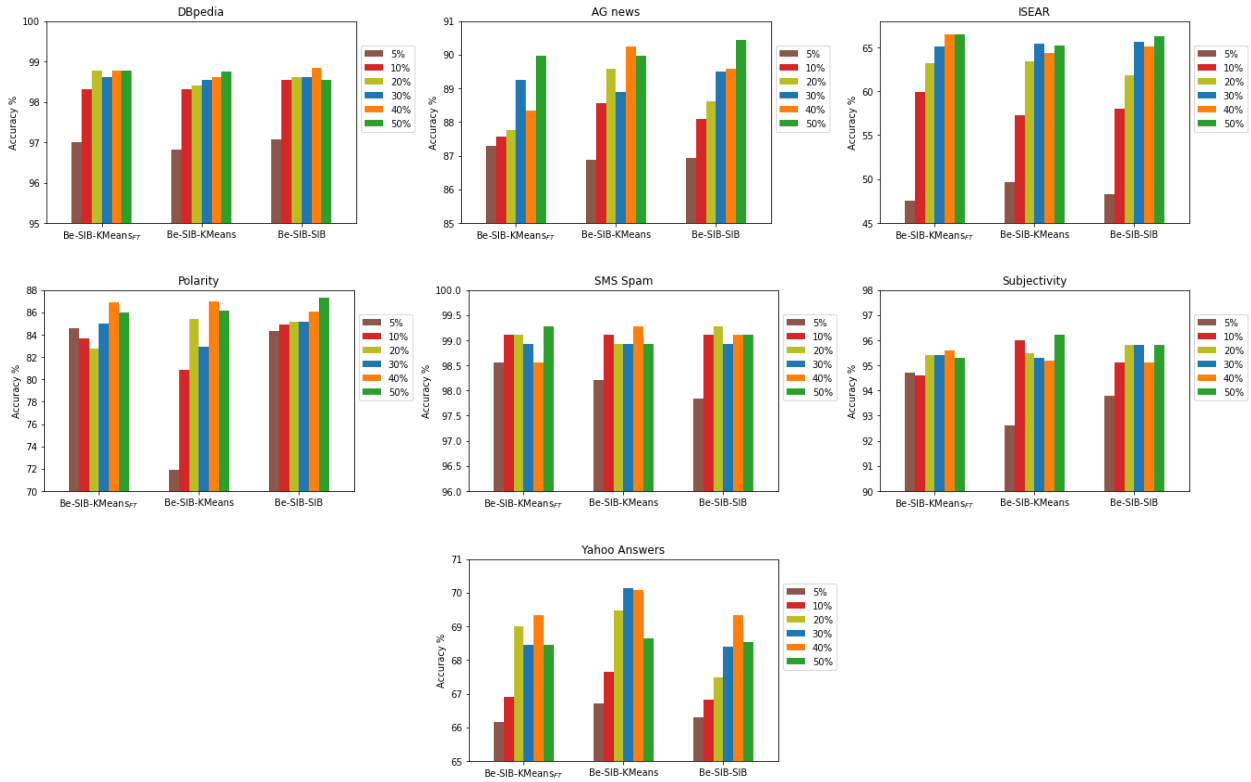 DBpedia
100
99
98
97
96
95
Accuracy %
Be-SIB-KMeans_FT
Be-SIB-KMeans
Be-SIB-SIB
5%
10%
20%
30%
40%
50%
AG news
91
90
89
88
87
86
85
Accuracy %
Be-SIB-KMeans_FT
Be-SIB-KMeans
Be-SIB-SIB
5%
10%
20%
30%
40%
50%
ISEAR
65
60
55
50
45
Accuracy %
Be-SIB-KMeans_FT
Be-SIB-KMeans
Be-SIB-SIB
5%
10%
20%
30%
40%
50%
Polarity
88
86
84
82
80
78
76
74
72
70
Accuracy %
Be-SIB-KMeans_FT
Be-SIB-KMeans
Be-SIB-SIB
5%
10%
20%
30%
40%
50%
SMS Spam
100.0
99.5
99.0
98.5
98.0
97.5
97.0
96.5
96.0
Accuracy %
Be-SIB-KMeans_FT
Be-SIB-KMeans
Be-SIB-SIB
5%
10%
20%
30%
40%
50%
Subjectivity
98
97
96
95
94
93
92
91
90
Accuracy %
Be-SIB-KMeans_FT
Be-SIB-KMeans
Be-SIB-SIB
5%
10%
20%
30%
40%
50%
Yahoo Answers
71
70
69
68
67
66
65
Accuracy %
Be-SIB-KMeans_FT
Be-SIB-KMeans
Be-SIB-SIB
5%
10%
20%
30%
40%
50%